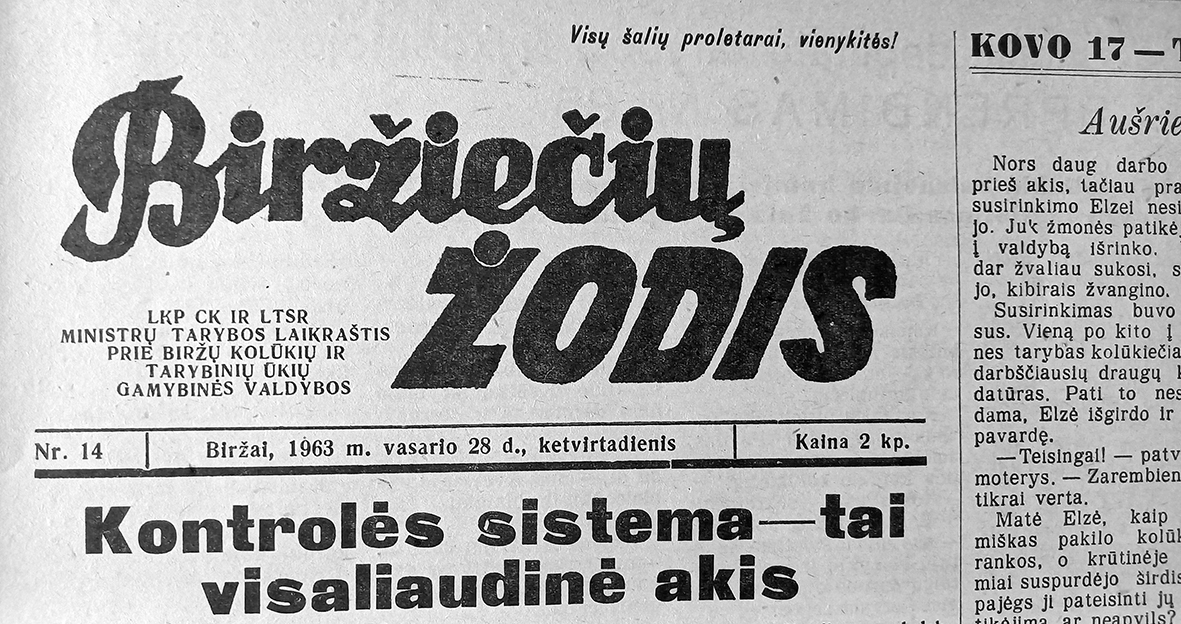 Visų šalių proletarai, vienykitės!
Biržiečių
ŽODIS
LKP CK IR LTSR
MINISTRŲ TARYBOS LAIKRAŠTIS
PRIE BIRŽŲ KOLŪKIŲ IR
TARYBINIŲ ŪKIŲ
GAMYBINĖS VALDYBOS
Nr. 14
Biržai, 1963 m. vasario 28 d., ketvirtadienis
Kaina 2 kp.
Kontrolės sistema—tai
visaliaudinė akis
KOVO 17—
Aušrie
Nors daug darbo
prieš akis, tačiau pra
susirinkimo Elzei nesi
jo. Juk žmonės patikėj
į valdybą išrinko.
dar žvaliau sukosi, s
jo, kibirais žvangino.
Susirinkimas buvo
sus. Vieną po kito į
nes tarybas kolūkiečia
darbščiausių draugų k
datūras. Pati to nes
dama, Elzė išgirdo ir
pavardę.
—Teisingai! — patv
moterys. — Zarembien
tikrai verta.
Matė Elzė, kaip
miškas pakilo kolūk
rankos, o krūtinėje
miai suspurdėjo širdis
pajėgs ji pateisinti jų
tikėjimą ar neapvils?